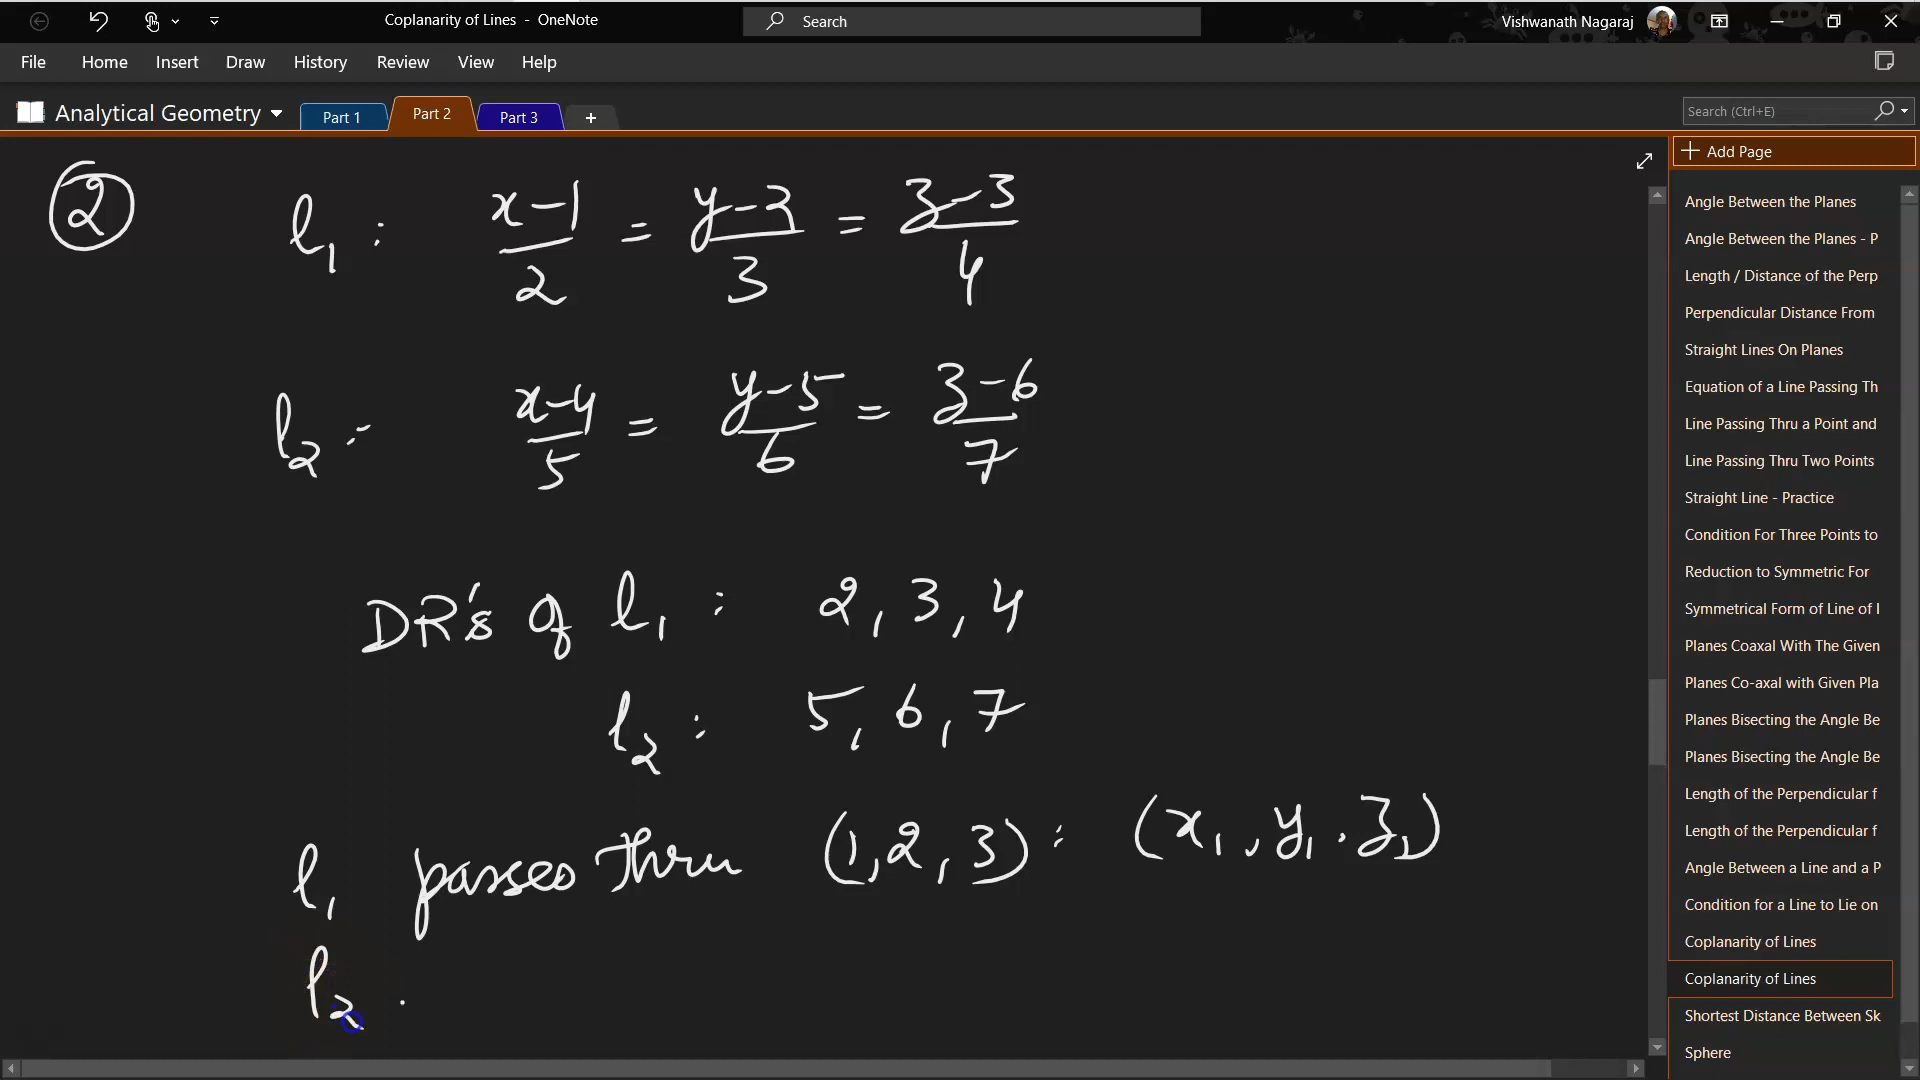 Coplanarity of Lines - OneNote
Search
Vishwanath Nagaraj
File Home Insert Draw History Review View Help
Analytical Geometry
Part 1
Part 2
Part 3
+
Search (Ctrl+E)
Add Page
Angle Between the Planes
Angle Between the Planes - P
Length / Distance of the Perp
Perpendicular Distance From
Straight Lines On Planes
Equation of a Line Passing Th
Line Passing Thru a Point and
Line Passing Thru Two Points
Straight Line - Practice
Condition For Three Points to
Reduction to Symmetric For
Symmetrical Form of Line of I
Planes Coaxal With The Given
Planes Co-axal with Given Pla
Planes Bisecting the Angle Be
Planes Bisecting the Angle Be
Length of the Perpendicular f
Length of the Perpendicular f
Angle Between a Line and a P
Condition for a Line to Lie on
Coplanarity of Lines
Coplanarity of Lines
Shortest Distance Between Sk
Sphere
②
l₁ : (x-1)/2 = (y-2)/3 = (z-3)/4
l₂ :- (x-4)/5 = (y-5)/6 = (z-6)/7
DR's of l₁ : 2, 3, 4
l₂ : 5, 6, 7
l₁ passes thru (1, 2, 3) : (x₁, y₁, z₁)
l₂